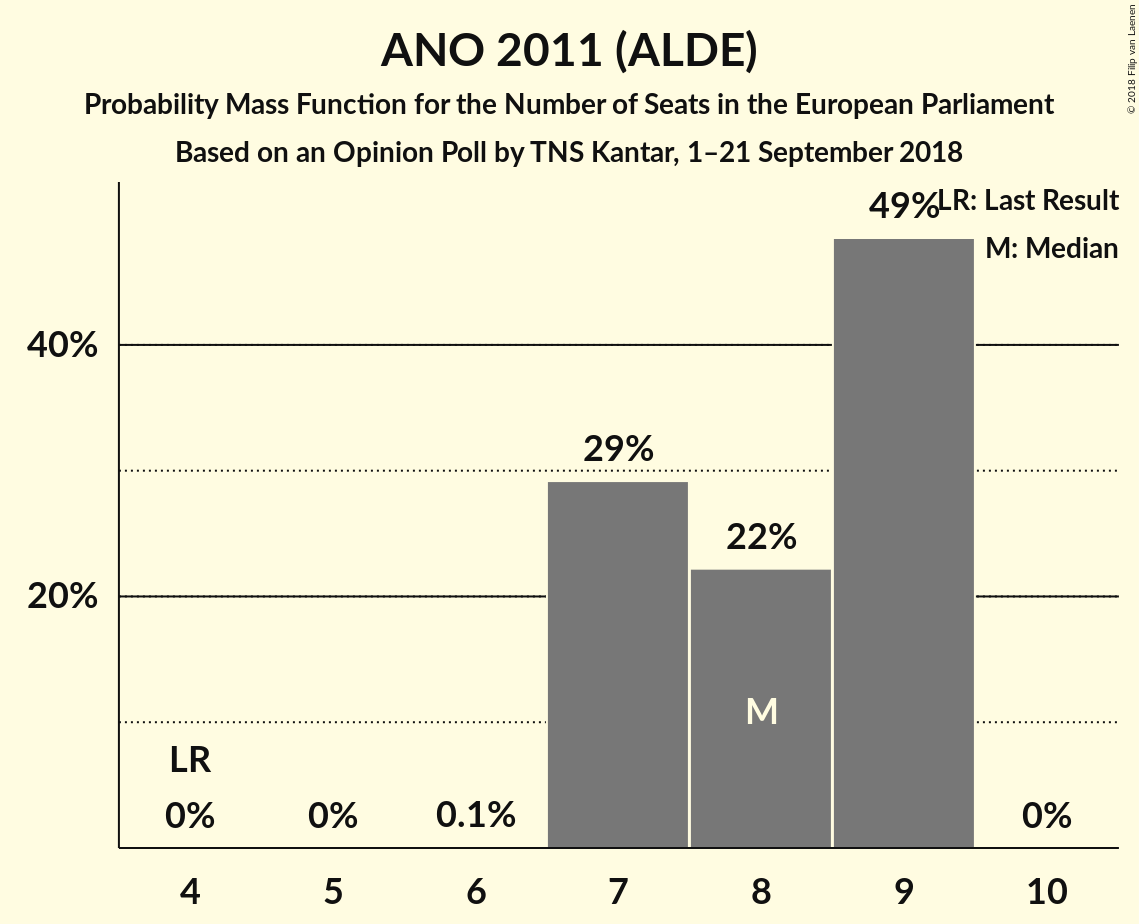 ANO 2011 (ALDE)
Probability Mass Function for the Number of Seats in the European Parliament
Based on an Opinion Poll by TNS Kantar, 1–21 September 2018
© 2018 Filip van Laenen
LR: Last Result
M: Median
49%
40%
29%
22%
20%
M
LR
0%
0%
0.1%
0%
4
5
6
7
8
9
10